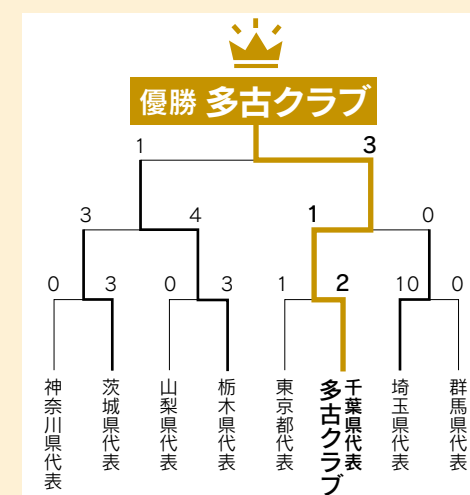 優勝 多古クラブ
1 3
3 4 1 0
0 3 0 3 1 2 10 0
神奈川県代表
茨城県代表
山梨県代表
栃木県代表
東京都代表
千葉県代表
多古クラブ
埼玉県代表
群馬県代表